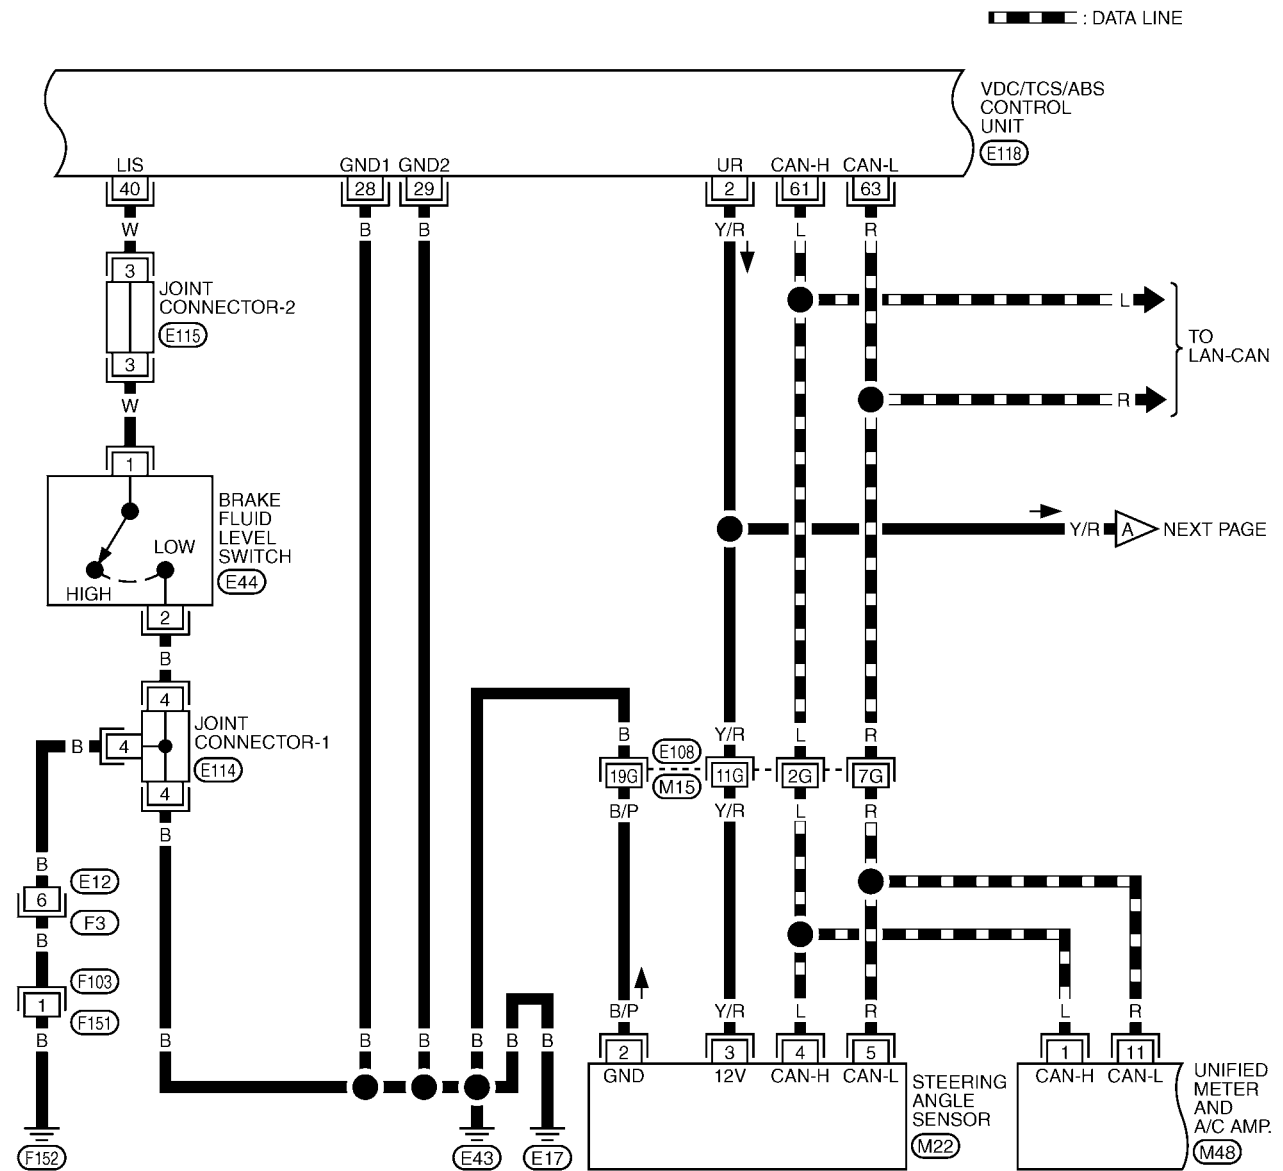 : DATA LINE
VDC/TCS/ABS
CONTROL
UNIT
E118
LIS GND1 GND2 UR CAN-H CAN-L
40 28 29 2 61 63
W B B Y/R L R
3
JOINT
CONNECTOR-2
E115
3
L
TO
LAN-CAN
W
R
1
BRAKE
FLUID
LEVEL
SWITCH
E44
LOW
HIGH
Y/R A NEXT PAGE
2
B
4
JOINT
CONNECTOR-1
E114
B 4
4
B
B Y/R L R
E108
19G 11G 2G 7G
M15
B/P Y/R L R
B
E12
6
F3
B
F103
1
F151
B/P Y/R L R L R
B B B B B B B
2 3 4 5 1 11
GND 12V CAN-H CAN-L CAN-H CAN-L
STEERING
ANGLE
SENSOR
M22
UNIFIED
METER
AND
A/C AMP.
M48
F152 E43 E17